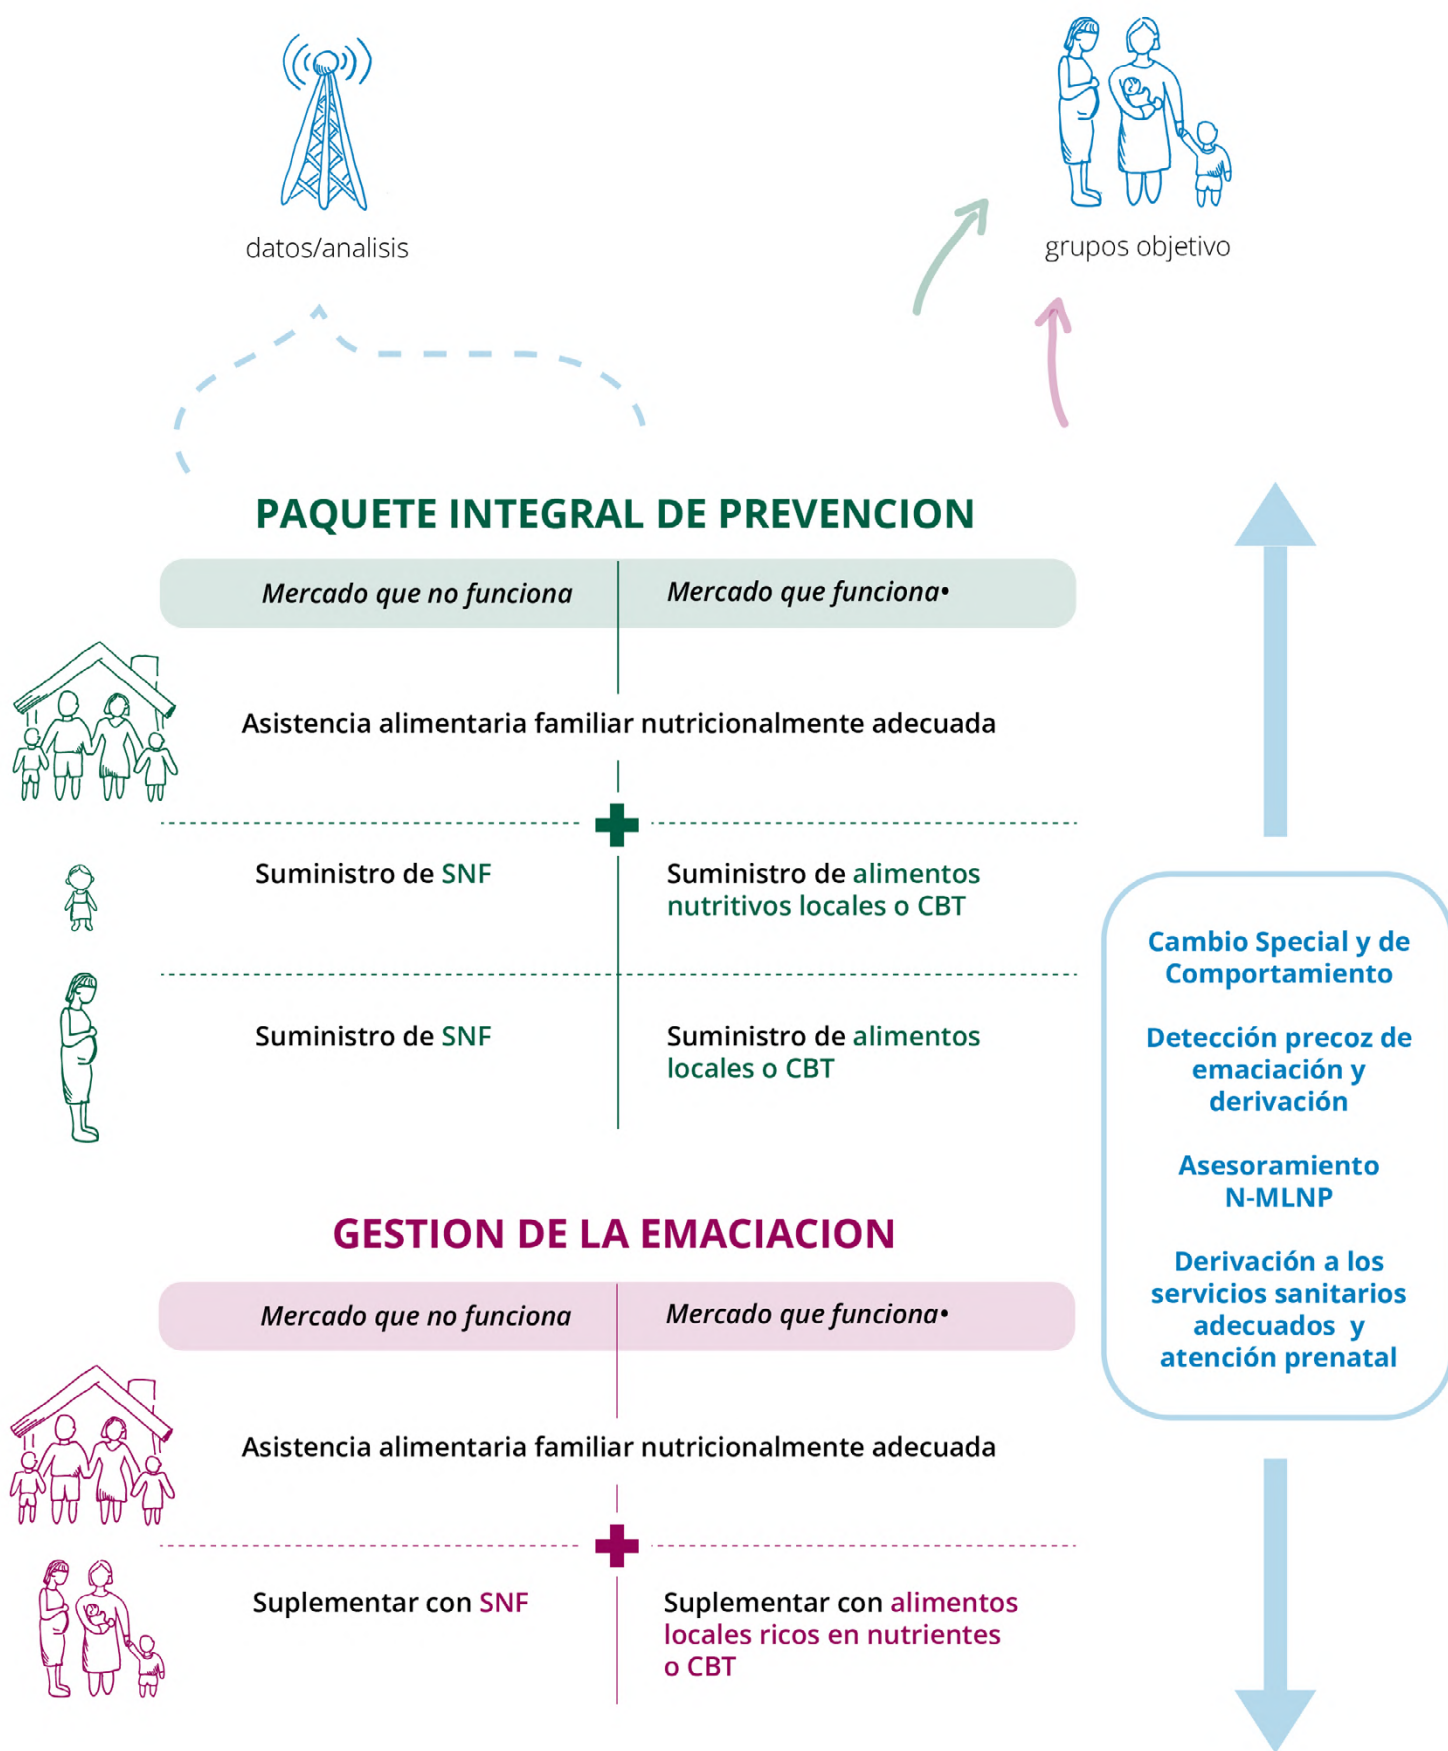 datos/analisis
grupos objetivo
PAQUETE INTEGRAL DE PREVENCION
Mercado que no funciona
Mercado que funciona•
Asistencia alimentaria familiar nutricionalmente adecuada
Suministro de SNF
Suministro de alimentos
nutritivos locales o CBT
Suministro de SNF
Suministro de alimentos
locales o CBT
GESTION DE LA EMACIACION
Mercado que no funciona
Mercado que funciona•
Asistencia alimentaria familiar nutricionalmente adecuada
Suplementar con SNF
Suplementar con alimentos
locales ricos en nutrientes
o CBT
Cambio Special y de
Comportamiento
Detección precoz de
emaciación y
derivación
Asesoramiento
N-MLNP
Derivación a los
servicios sanitarios
adecuados y
atención prenatal